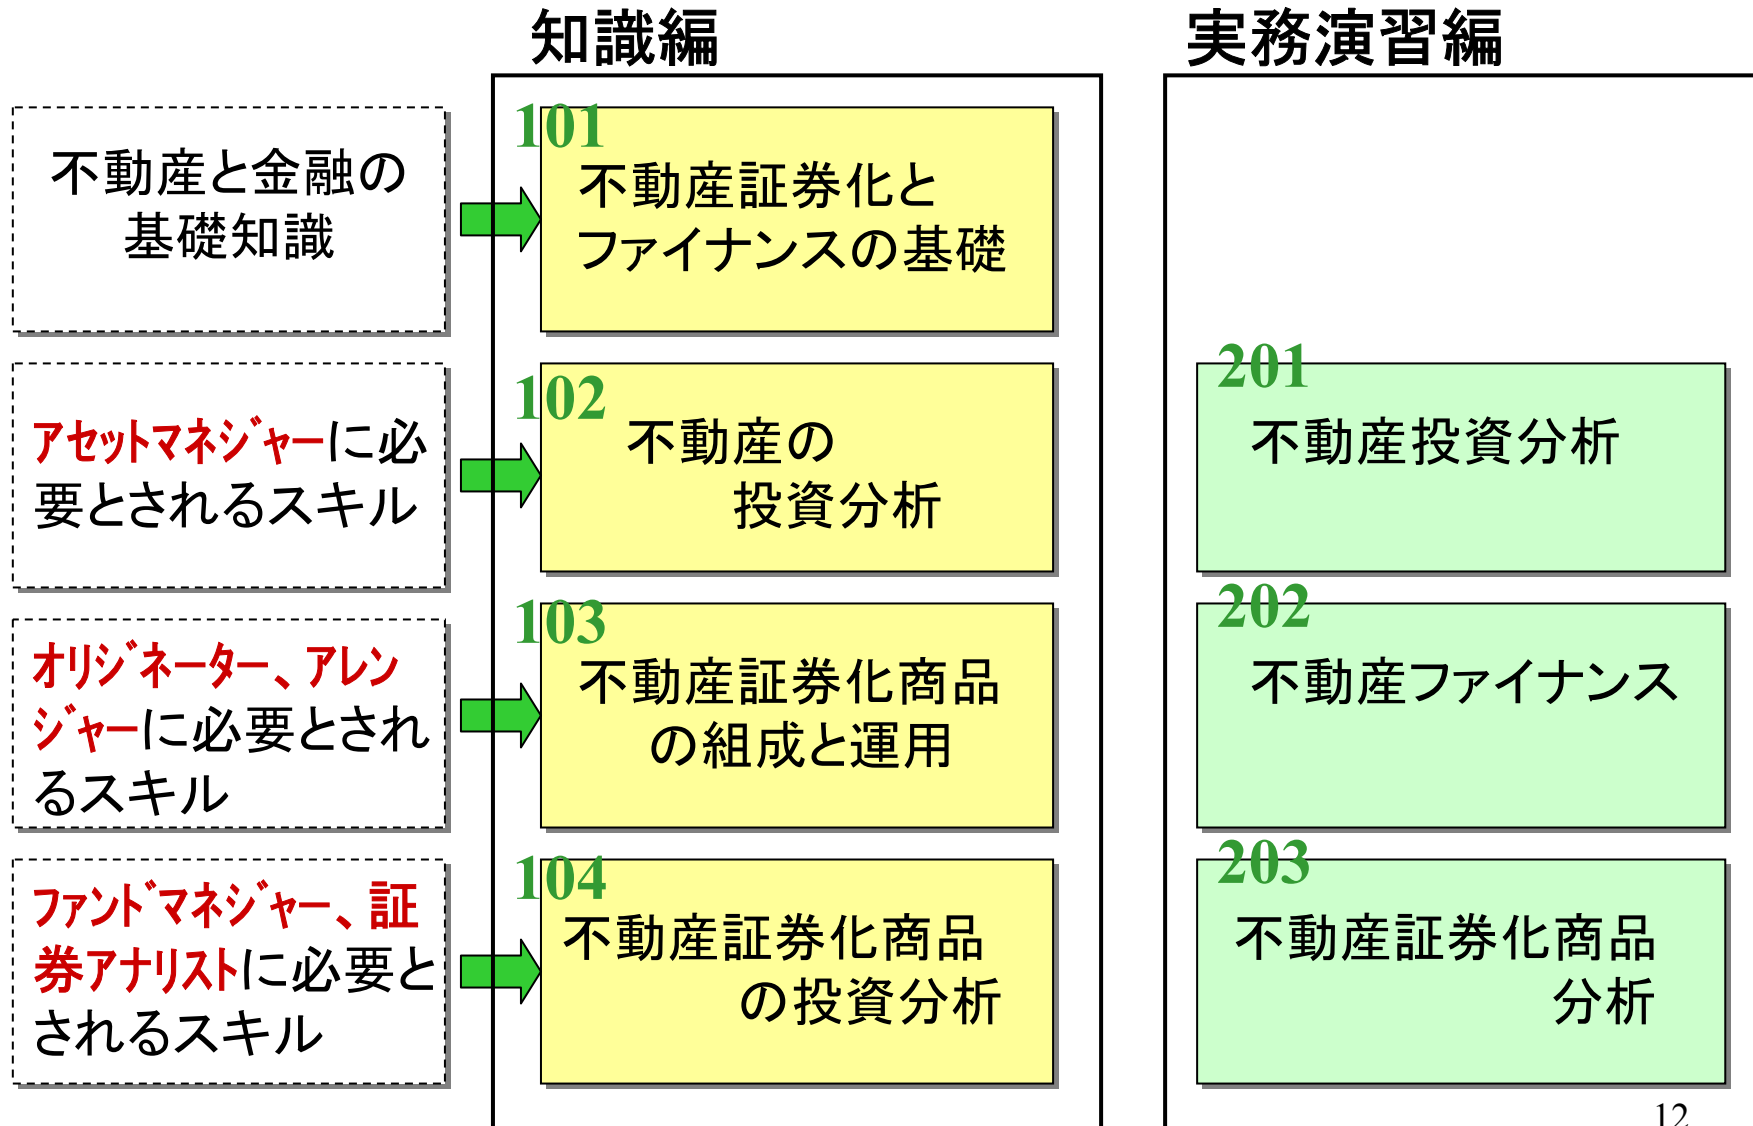 知識編
実務演習編
不動産と金融の
基礎知識
101
不動産証券化と
ファイナンスの基礎
アセットマネジャーに必
要とされるスキル
102
不動産の
投資分析
201
不動産投資分析
オリジネーター、アレン
ジャーに必要とされ
るスキル
103
不動産証券化商品
の組成と運用
202
不動産ファイナンス
ファンドマネジャー、証
券アナリストに必要と
されるスキル
104
不動産証券化商品
の投資分析
203
不動産証券化商品
分析
12